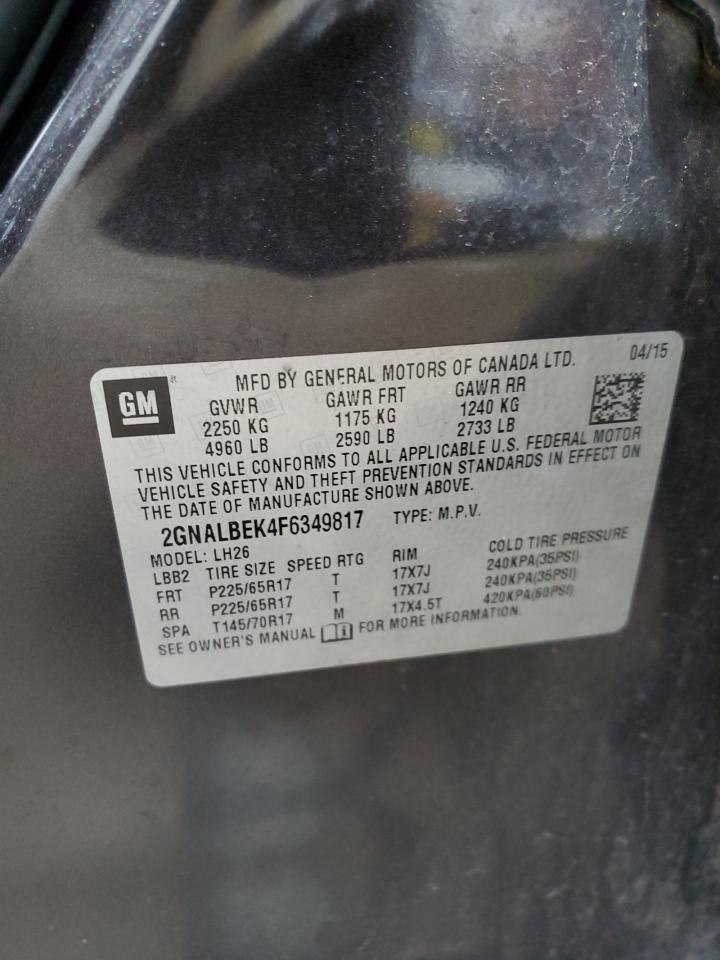 GM
MFD BY GENERAL MOTORS OF CANADA LTD. 04/15
GVWR GAWR FRT GAWR RR
2250 KG 1175 KG 1240 KG
4960 LB 2590 LB 2733 LB
THIS VEHICLE CONFORMS TO ALL APPLICABLE U.S. FEDERAL MOTOR
VEHICLE SAFETY AND THEFT PREVENTION STANDARDS IN EFFECT ON
THE DATE OF MANUFACTURE SHOWN ABOVE.
2GNALBEK4F6349817 TYPE: M.P.V.
MODEL: LH26
LBB2 TIRE SIZE SPEED RTG RIM COLD TIRE PRESSURE
FRT P225/65R17 T 17X7J 240KPA(35PSI)
RR P225/65R17 T 17X7J 240KPA(35PSI)
SPA T145/70R17 M 17X4.5T 420KPA(60PSI)
SEE OWNER'S MANUAL FOR MORE INFORMATION.